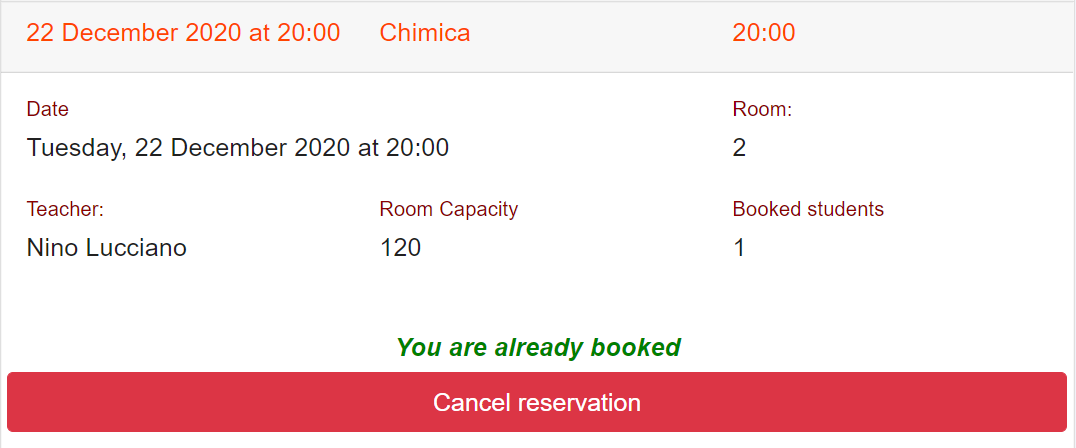 22 December 2020 at 20:00 Chimica 20:00
Date Room:
Tuesday, 22 December 2020 at 20:00 2
Teacher: Room Capacity Booked students
Nino Lucciano 120 1
You are already booked
Cancel reservation